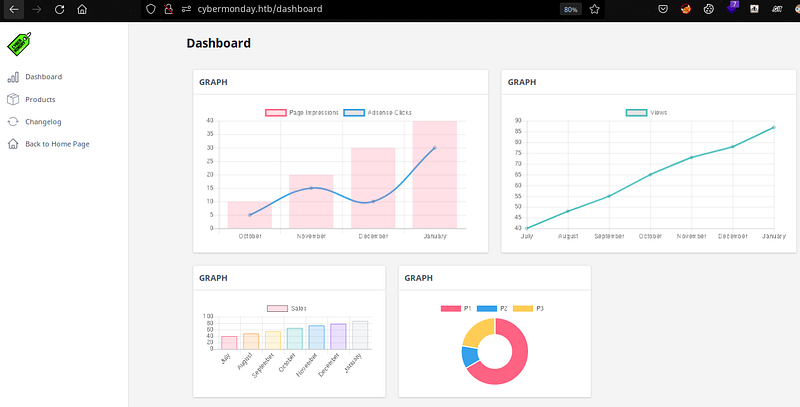 cybermonday.htb/dashboard
80%
7
Dashboard
Dashboard
Products
Changelog
Back to Home Page
GRAPH
Page Impressions
Adsense Clicks
40
35
30
25
20
15
10
5
0
October
November
December
January
GRAPH
Views
90
85
80
75
70
65
60
55
50
45
40
July
August
September
October
November
December
January
GRAPH
Sales
100
80
60
40
20
0
July
August
September
October
November
December
January
GRAPH
P1
P2
P3